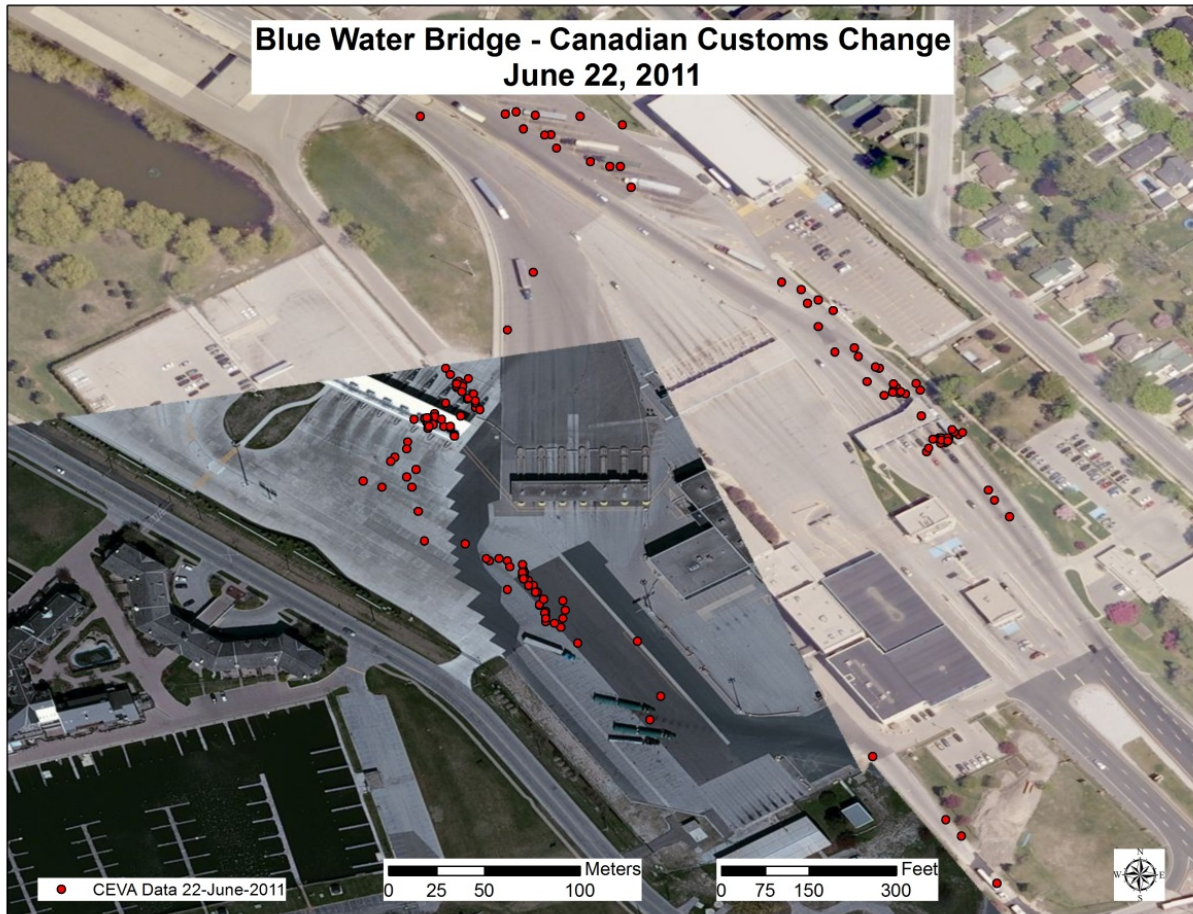 Blue Water Bridge - Canadian Customs Change
June 22, 2011
CEVA Data 22-June-2011
Meters
0 25 50 100
Feet
0 75 150 300
N
W E
S